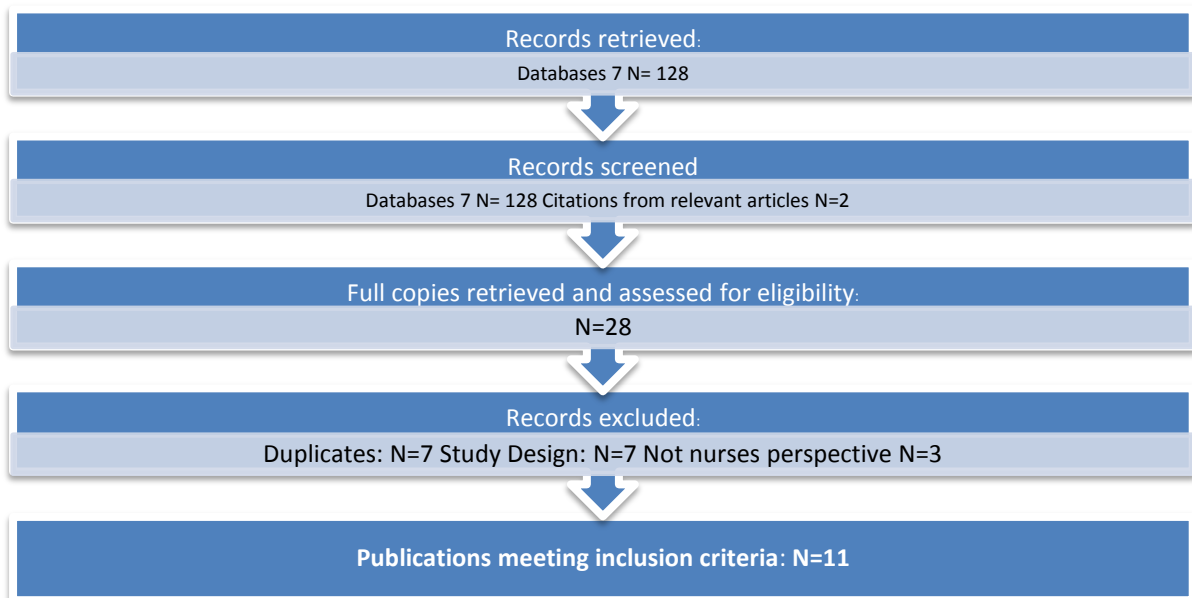 Records retrieved:
Databases 7 N= 128
Records screened
Databases 7 N= 128 Citations from relevant articles N=2
Full copies retrieved and assessed for eligibility:
N=28
Records excluded:
Duplicates: N=7 Study Design: N=7 Not nurses perspective N=3
Publications meeting inclusion criteria: N=11